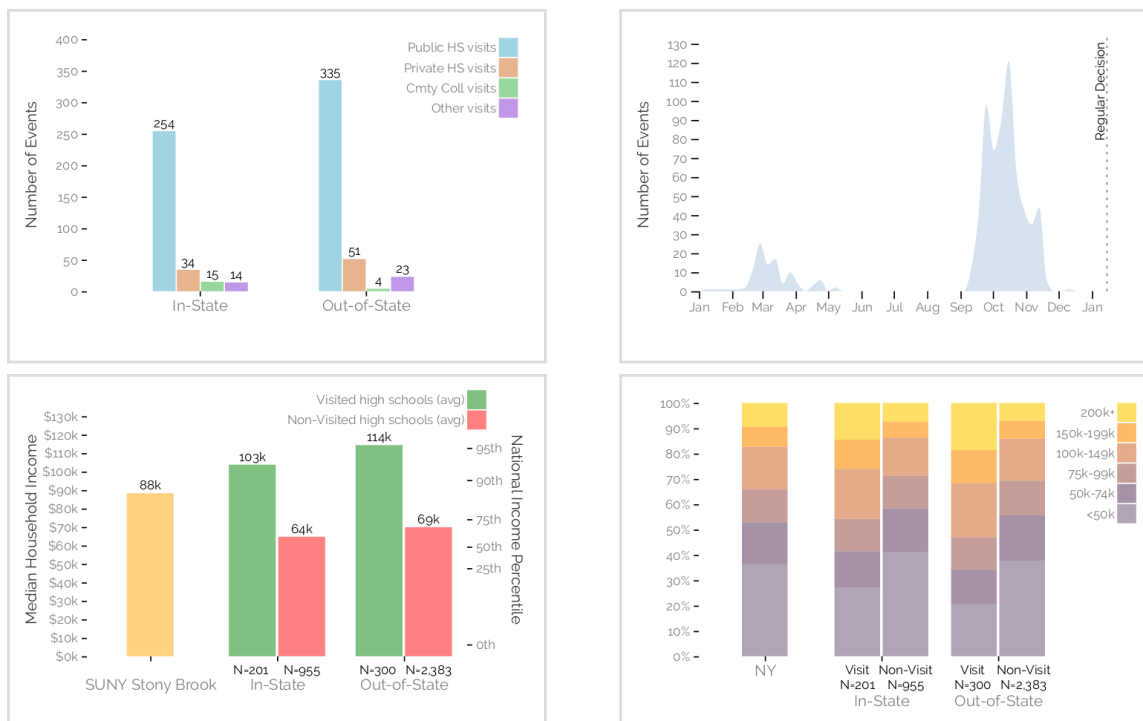 400
350
300
250
200
150
100
50
0
Number of Events
Public HS visits
Private HS visits
Cmty Coll visits
Other visits
254
34
15
14
335
51
4
23
In-State
Out-of-State
130
120
110
100
90
80
70
60
50
40
30
20
10
0
Number of Events
Regular Decision
Jan Feb Mar Apr May Jun Jul Aug Sep Oct Nov Dec Jan
Visited high schools (avg)
Non-Visited high schools (avg)
$130k
$120k
$110k
$100k
$90k
$80k
$70k
$60k
$50k
$40k
$30k
$20k
$10k
$0k
Median Household Income
88k
103k
64k
114k
69k
95th
90th
75th
50th
25th
0th
National Income Percentile
N=201 N=955 N=300 N=2,383
SUNY Stony Brook In-State Out-of-State
100%
90%
80%
70%
60%
50%
40%
30%
20%
10%
0%
200k+
150k-199k
100k-149k
75k-99k
50k-74k
<50k
NY
Visit Non-Visit Visit Non-Visit
N=201 N=955 N=300 N=2,383
In-State Out-of-State